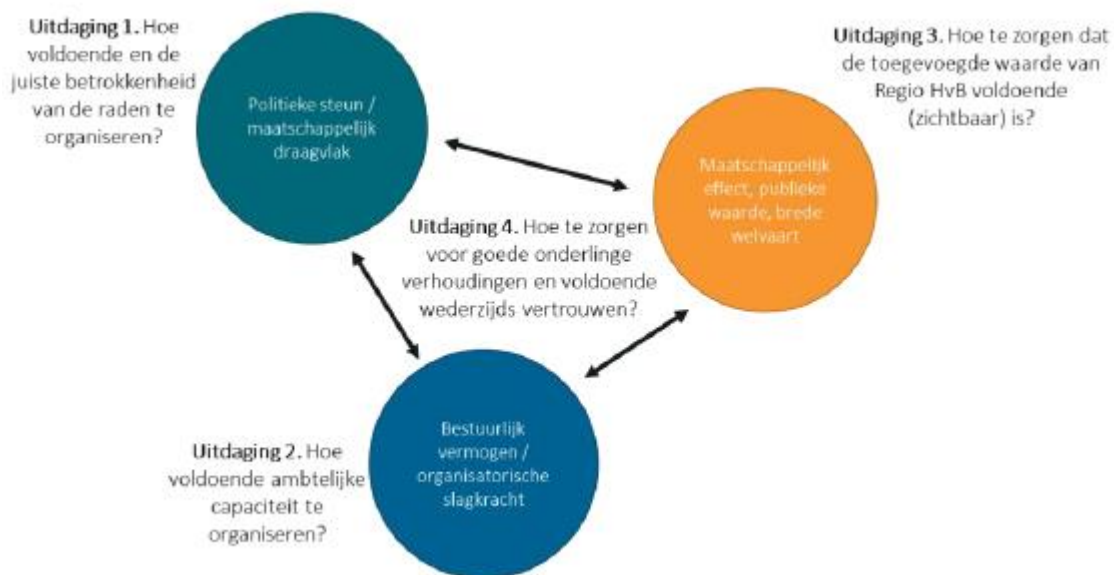 Uitdaging 1. Hoe
voldoende en de
juiste betrokkenheid
van de raden te
organiseren?
Politieke steun /
maatschappelijk
draagvlak
Uitdaging 3. Hoe te zorgen dat
de toegevoegde waarde van
Regio HvB voldoende
(zichtbaar) is?
Maatschappelijk
effect, publieke
waarde, brede
welvaart
Uitdaging 4. Hoe te zorgen
voor goede onderlinge
verhoudingen en voldoende
wederzijds vertrouwen?
Uitdaging 2. Hoe
voldoende ambtelijke
capaciteit te
organiseren?
Bestuurlijk
vermogen /
organisatorische
slagkracht